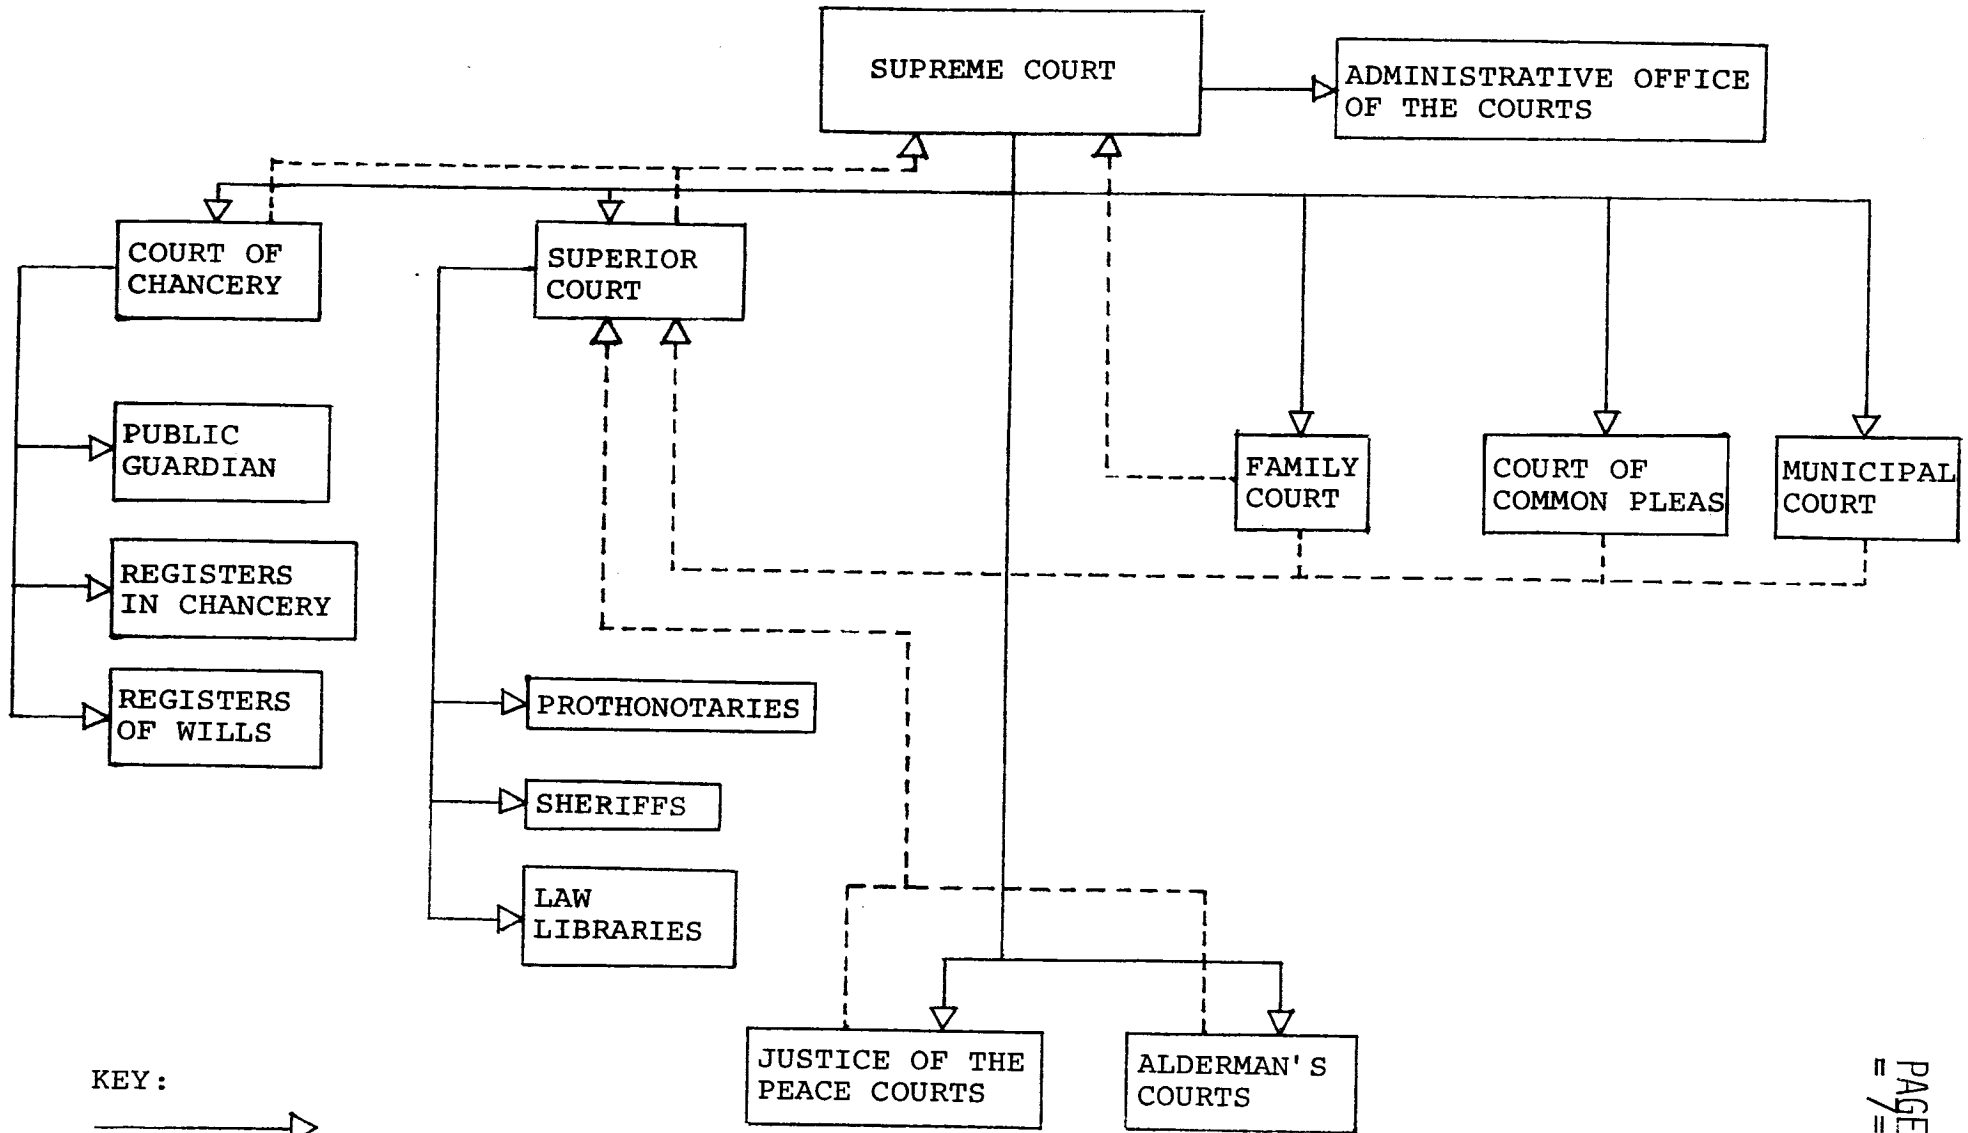 SUPREME COURT
ADMINISTRATIVE OFFICE
OF THE COURTS
COURT OF
CHANCERY
SUPERIOR
COURT
PUBLIC
GUARDIAN
FAMILY
COURT
COURT OF
COMMON PLEAS
MUNICIPAL
COURT
REGISTERS
IN CHANCERY
REGISTERS
OF WILLS
PROTHONOTARIES
SHERIFFS
LAW
LIBRARIES
JUSTICE OF THE
PEACE COURTS
ALDERMAN'S
COURTS
KEY:
PAGE
=7=